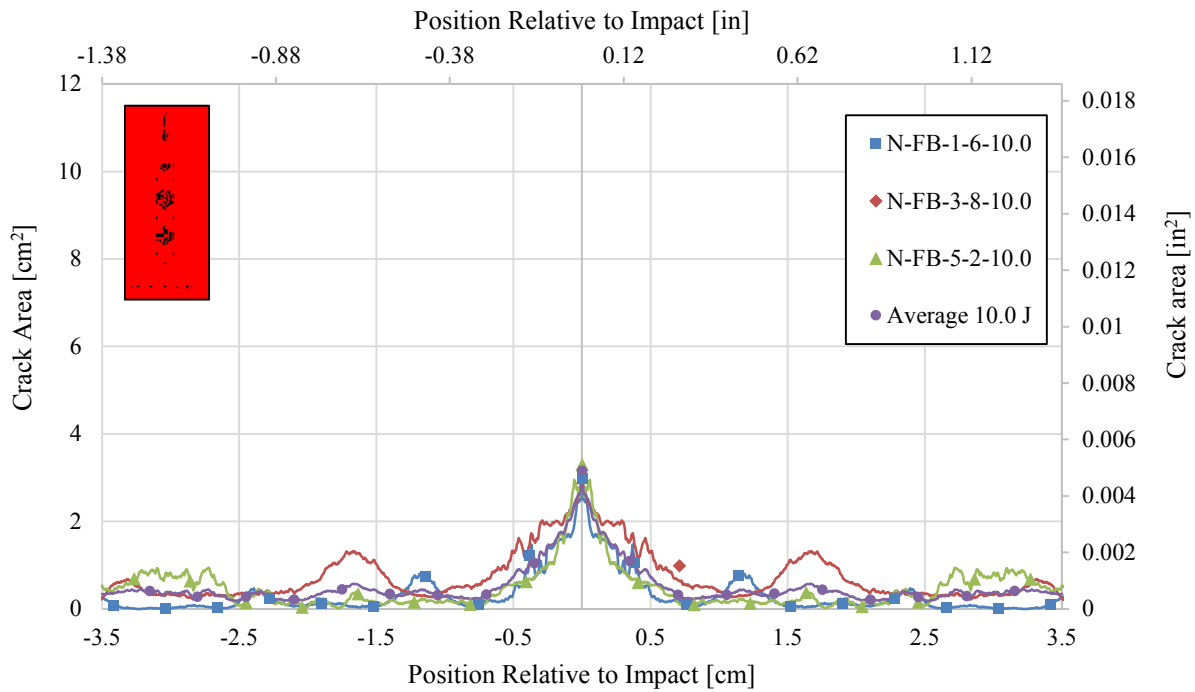 Position Relative to Impact [in]
-1.38 -0.88 -0.38 0.12 0.62 1.12
12 0.018
10 0.016
8 0.014
6 0.012
4 0.01
2 0.008
0 0.006
0.004
0.002
0
Crack Area [cm²]
Crack area [in²]
N-FB-1-6-10.0
N-FB-3-8-10.0
N-FB-5-2-10.0
Average 10.0 J
-3.5 -2.5 -1.5 -0.5 0.5 1.5 2.5 3.5
Position Relative to Impact [cm]